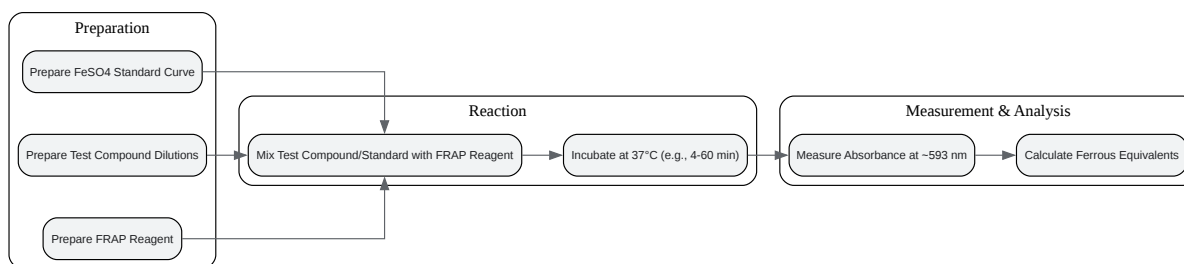 Preparation
Prepare FeSO4 Standard Curve
Prepare Test Compound Dilutions
Prepare FRAP Reagent
Reaction
Mix Test Compound/Standard with FRAP Reagent
Incubate at 37°C (e.g., 4-60 min)
Measurement & Analysis
Measure Absorbance at ~593 nm
Calculate Ferrous Equivalents